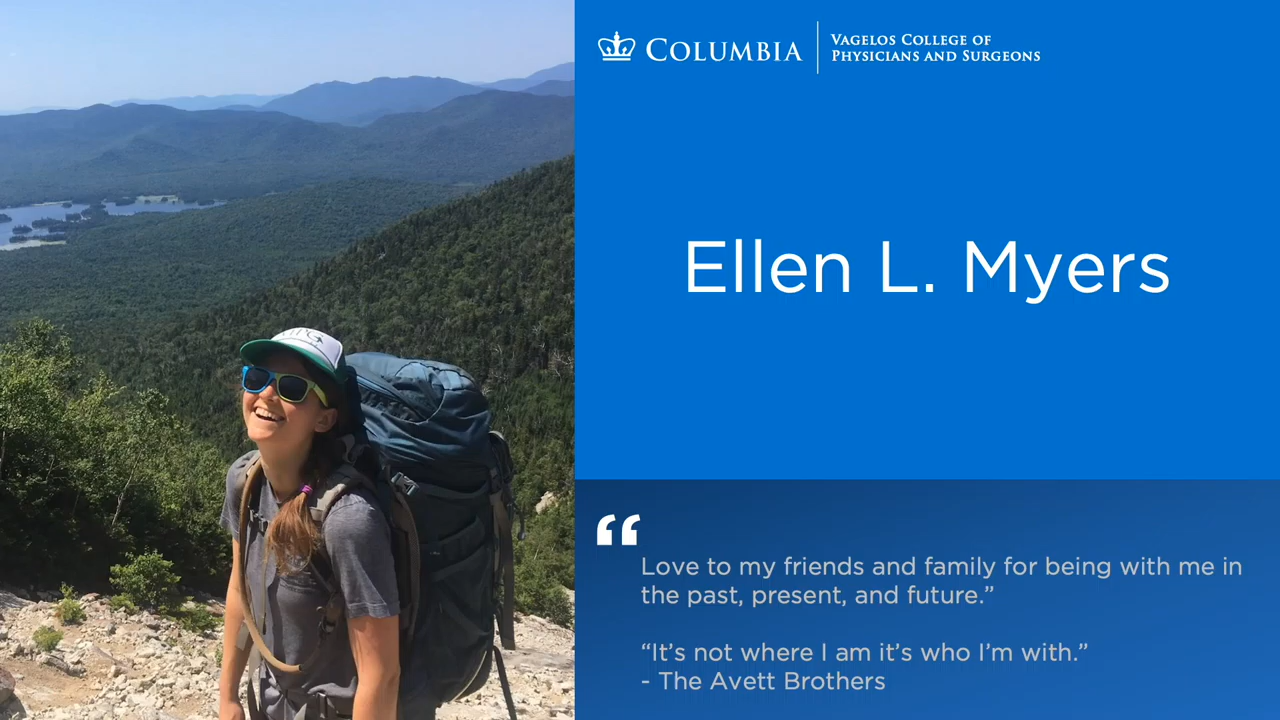 COLUMBIA
VAGELOS COLLEGE OF
PHYSICIANS AND SURGEONS
Ellen L. Myers
“
Love to my friends and family for being with me in
the past, present, and future.”
“It’s not where I am it’s who I’m with.”
- The Avett Brothers